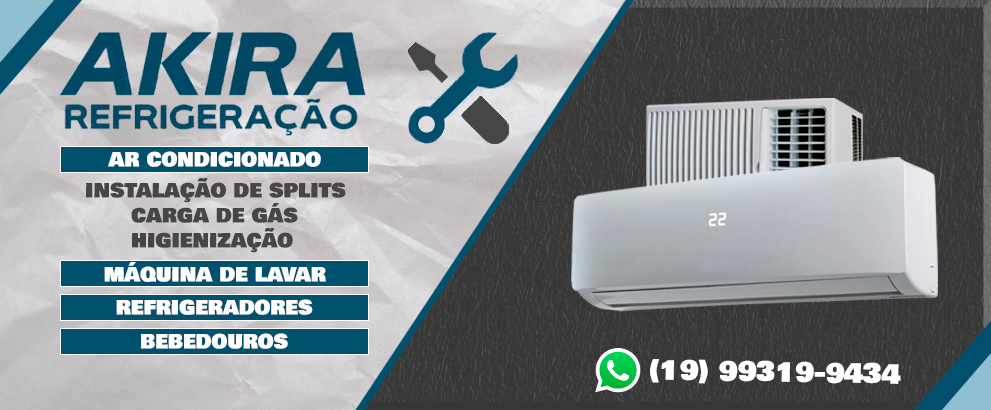 AKIRA
REFRIGERAÇÃO
AR CONDICIONADO
INSTALAÇÃO DE SPLITS
CARGA DE GÁS
HIGIENIZAÇÃO
MÁQUINA DE LAVAR
REFRIGERADORES
BEBEDOUROS
22
(19) 99319-9434